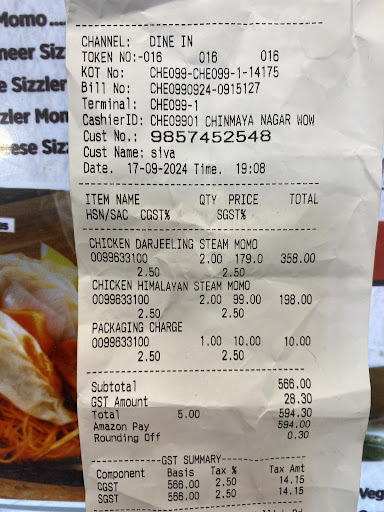 Momo....
neer Siz
e Sizzler
zler Mom
ese Siz
es
CHANNEL: DINE IN
TOKEN NO:-016 016 016
KOT No: CHE099-CHE099-1-14175
Bill No: CHE0990924-0915127
Terminal: CHE099-1
CashierID: CHE09901 CHINMAYA NAGAR WOW
Cust No.: 9857452548
Cust Name: siva
Date. 17-09-2024 Time. 19:08
ITEM NAME QTY PRICE TOTAL
HSN/SAC CGST% SGST%
CHICKEN DARJEELING STEAM MOMO
0099633100 2.00 179.0 358.00
2.50 2.50
CHICKEN HIMALAYAN STEAM MOMO
0099633100 2.00 99.00 198.00
2.50 2.50
PACKAGING CHARGE
0099633100 1.00 10.00 10.00
2.50 2.50
Subtotal 566.00
GST Amount 28.30
Total 5.00 594.30
Amazon Pay 594.00
Rounding Off 0.30
GST SUMMARY
Component Basis Tax % Tax Amt
CGST 566.00 2.50 14.15
SGST 566.00 2.50 14.15
Veg